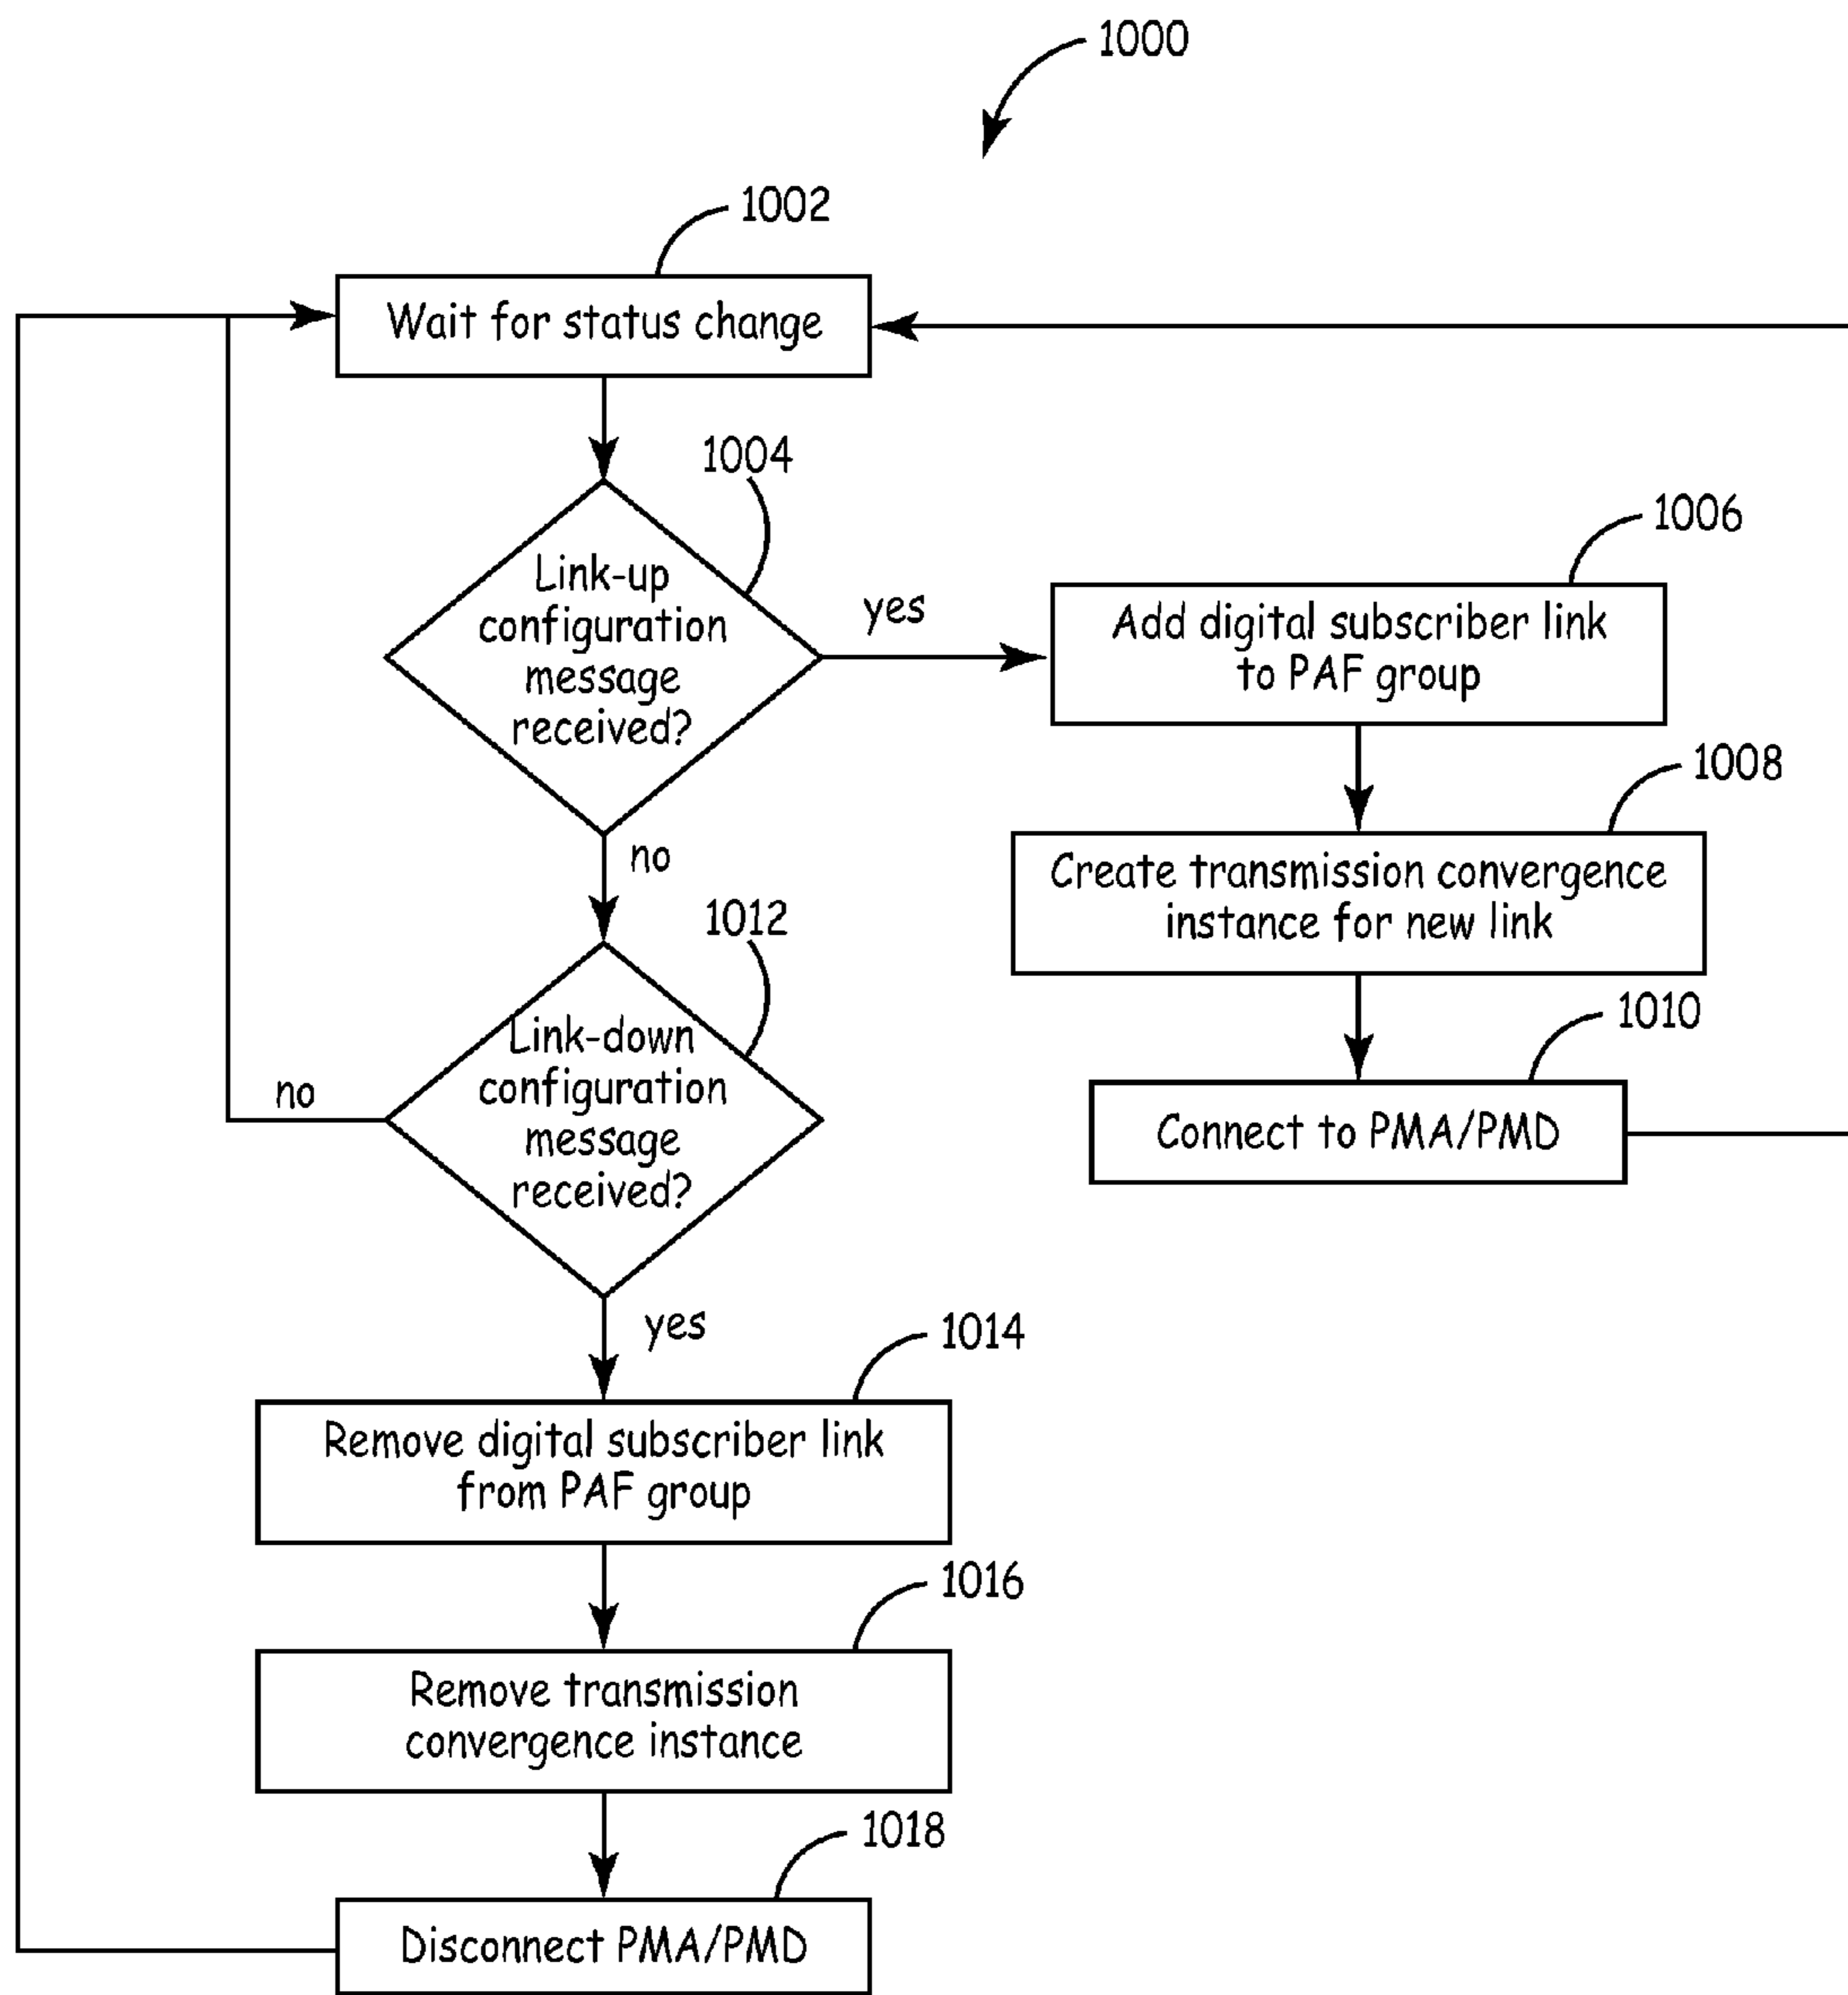 1000
1002
Wait for status change
1004
Link-up
configuration
message
received?
yes
no
1006
Add digital subscriber link
to PAF group
1008
Create transmission convergence
instance for new link
1010
Connect to PMA/PMD
1012
Link-down
configuration
message
received?
no
yes
1014
Remove digital subscriber link
from PAF group
1016
Remove transmission
convergence instance
1018
Disconnect PMA/PMD